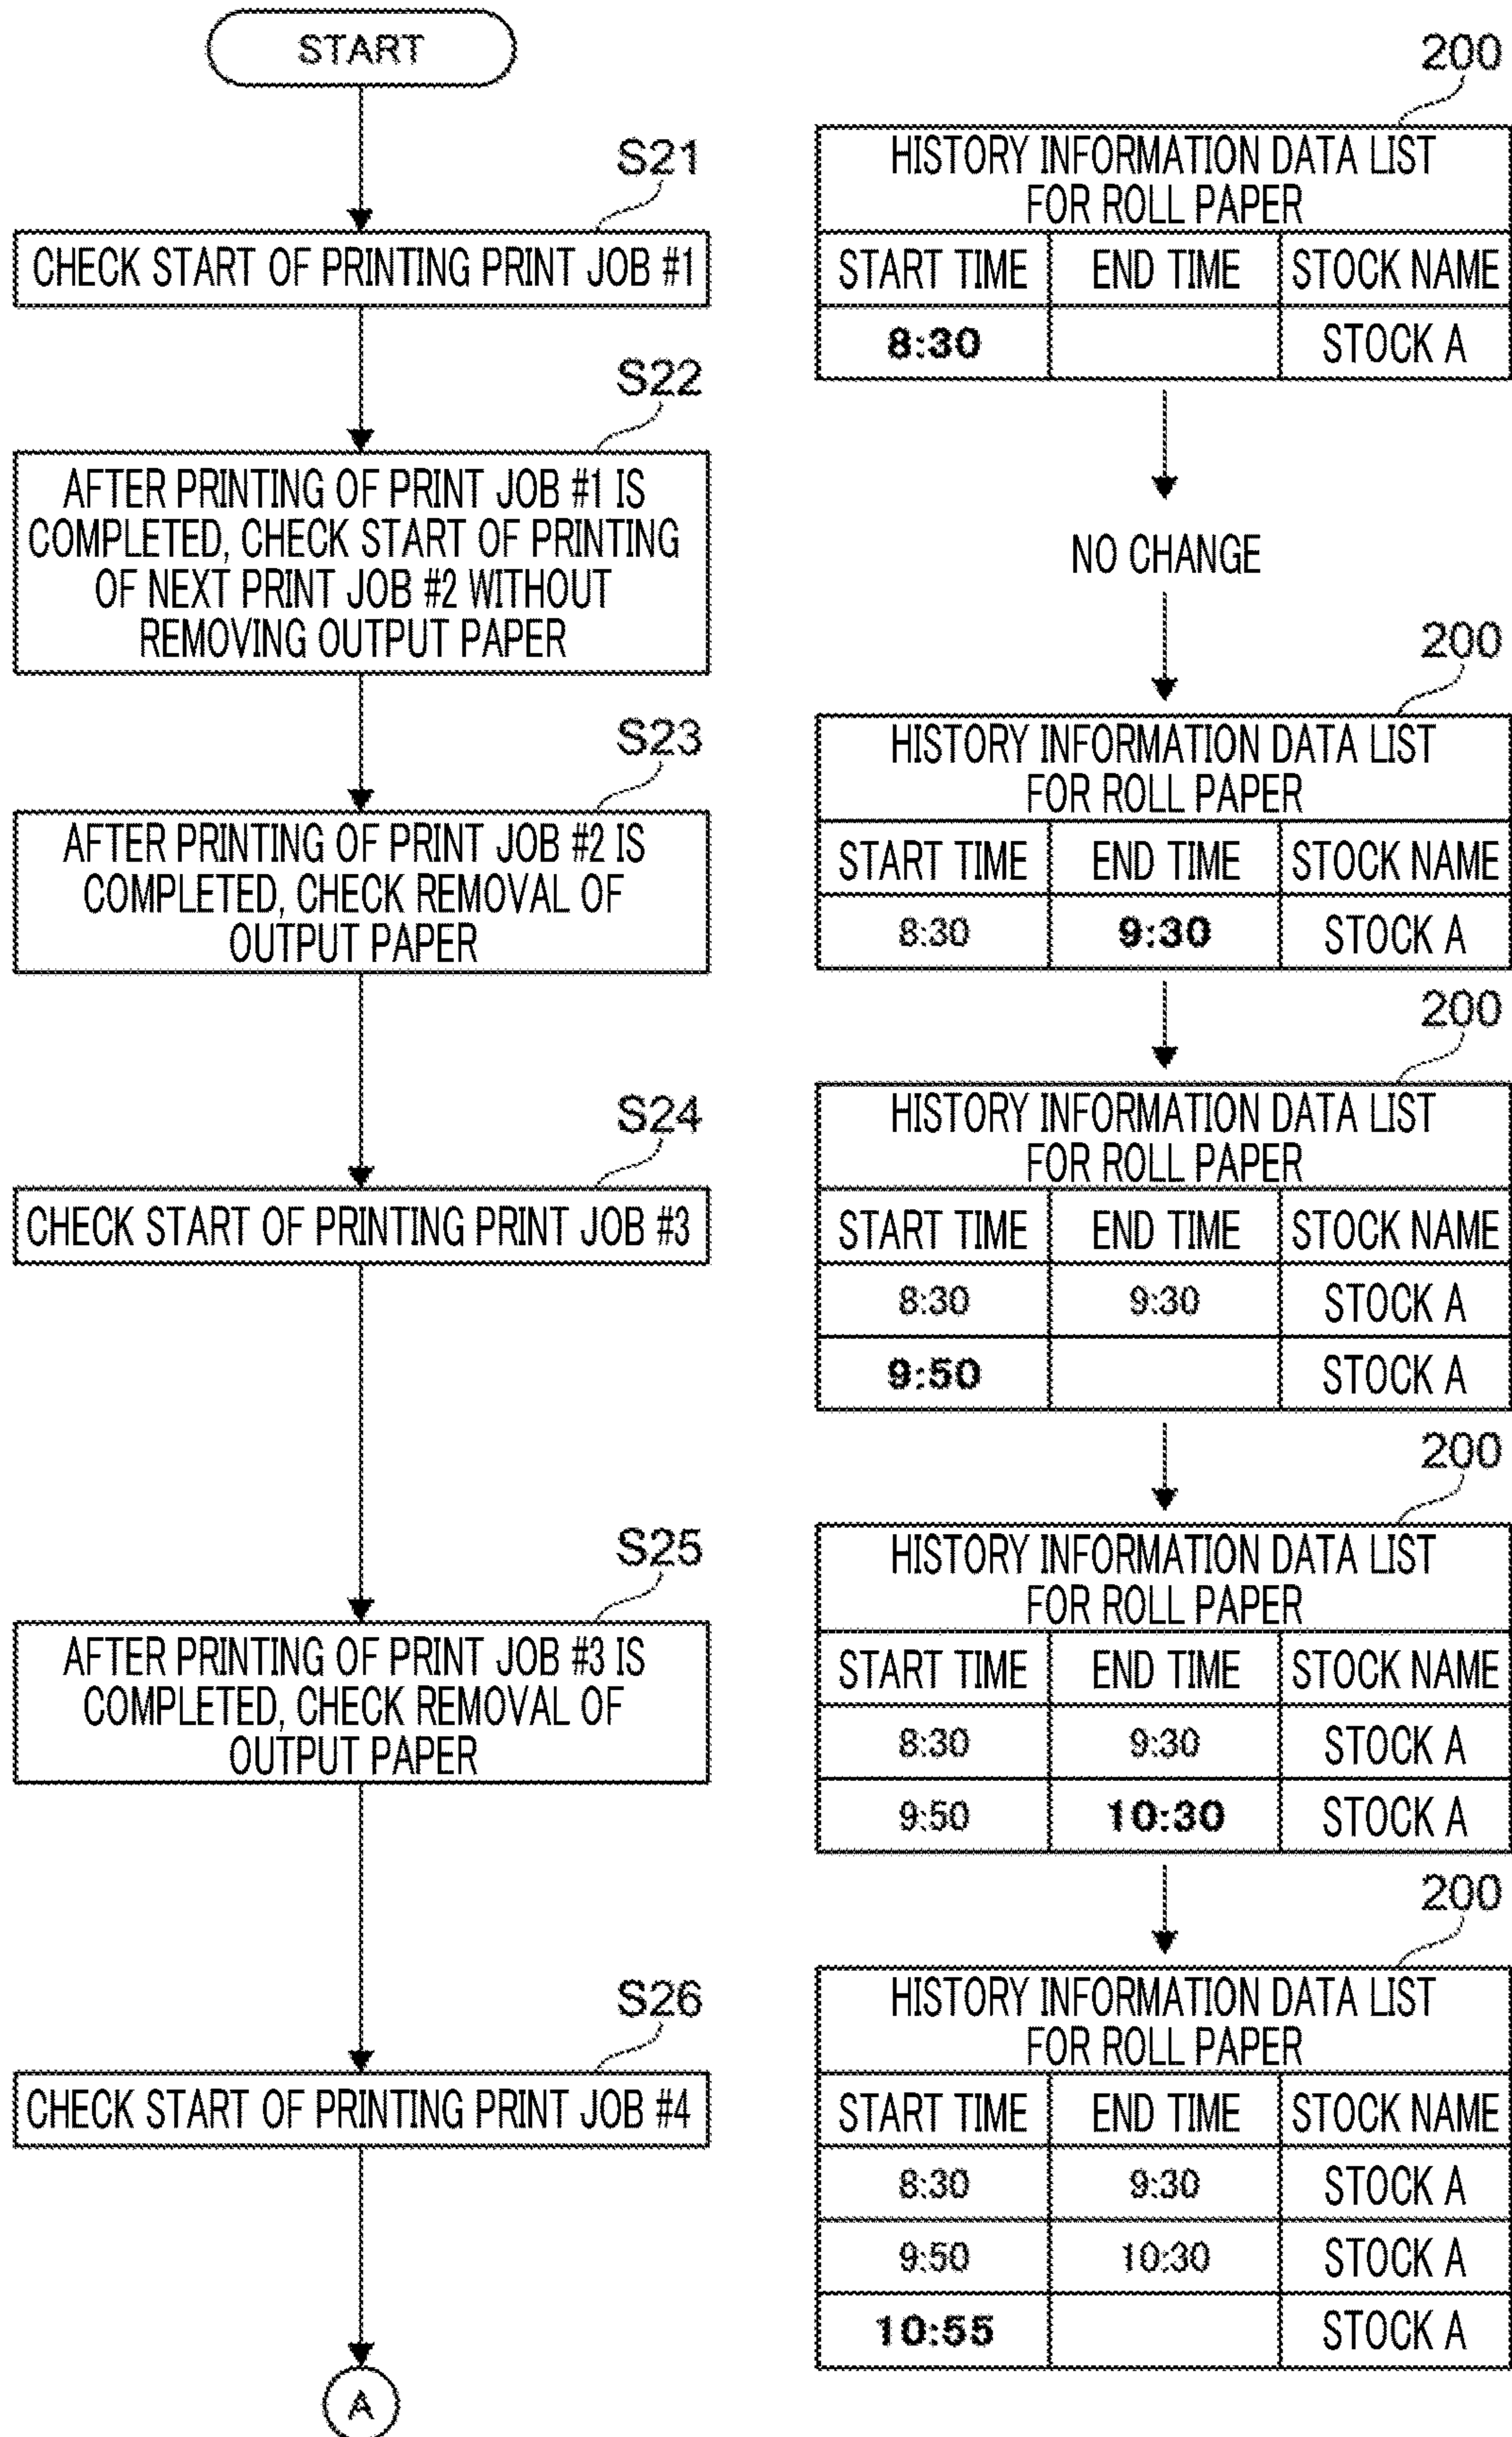 START
S21
CHECK START OF PRINTING PRINT JOB #1
S22
AFTER PRINTING OF PRINT JOB #1 IS
COMPLETED, CHECK START OF PRINTING
OF NEXT PRINT JOB #2 WITHOUT
REMOVING OUTPUT PAPER
S23
AFTER PRINTING OF PRINT JOB #2 IS
COMPLETED, CHECK REMOVAL OF
OUTPUT PAPER
S24
CHECK START OF PRINTING PRINT JOB #3
S25
AFTER PRINTING OF PRINT JOB #3 IS
COMPLETED, CHECK REMOVAL OF
OUTPUT PAPER
S26
CHECK START OF PRINTING PRINT JOB #4
A
200
HISTORY INFORMATION DATA LIST
FOR ROLL PAPER
START TIME END TIME STOCK NAME
8:30 STOCK A
NO CHANGE
200
HISTORY INFORMATION DATA LIST
FOR ROLL PAPER
START TIME END TIME STOCK NAME
8:30 9:30 STOCK A
200
HISTORY INFORMATION DATA LIST
FOR ROLL PAPER
START TIME END TIME STOCK NAME
8:30 9:30 STOCK A
9:50 STOCK A
200
HISTORY INFORMATION DATA LIST
FOR ROLL PAPER
START TIME END TIME STOCK NAME
8:30 9:30 STOCK A
9:50 10:30 STOCK A
200
HISTORY INFORMATION DATA LIST
FOR ROLL PAPER
START TIME END TIME STOCK NAME
8:30 9:30 STOCK A
9:50 10:30 STOCK A
10:55 STOCK A